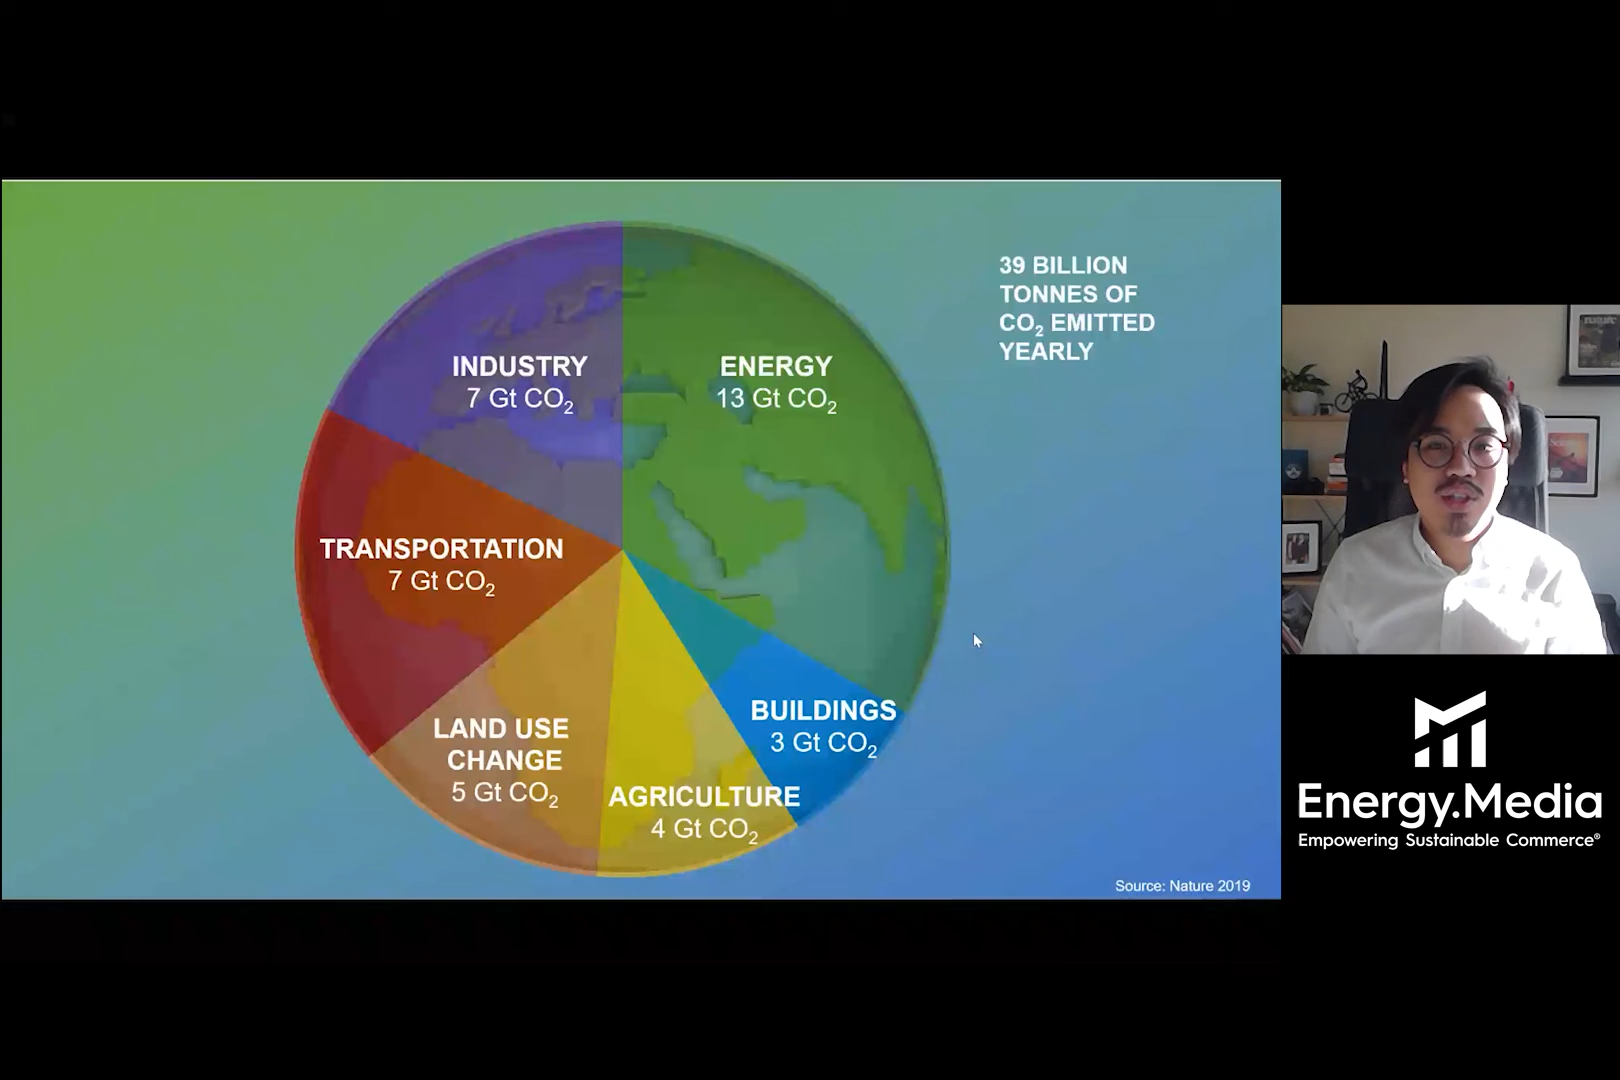 39 BILLION
TONNES OF
CO₂ EMITTED
YEARLY
INDUSTRY
7 Gt CO₂
ENERGY
13 Gt CO₂
TRANSPORTATION
7 Gt CO₂
LAND USE
CHANGE
5 Gt CO₂
AGRICULTURE
4 Gt CO₂
BUILDINGS
3 Gt CO₂
Source: Nature 2019
nature
Energy.Media
Empowering Sustainable Commerce®